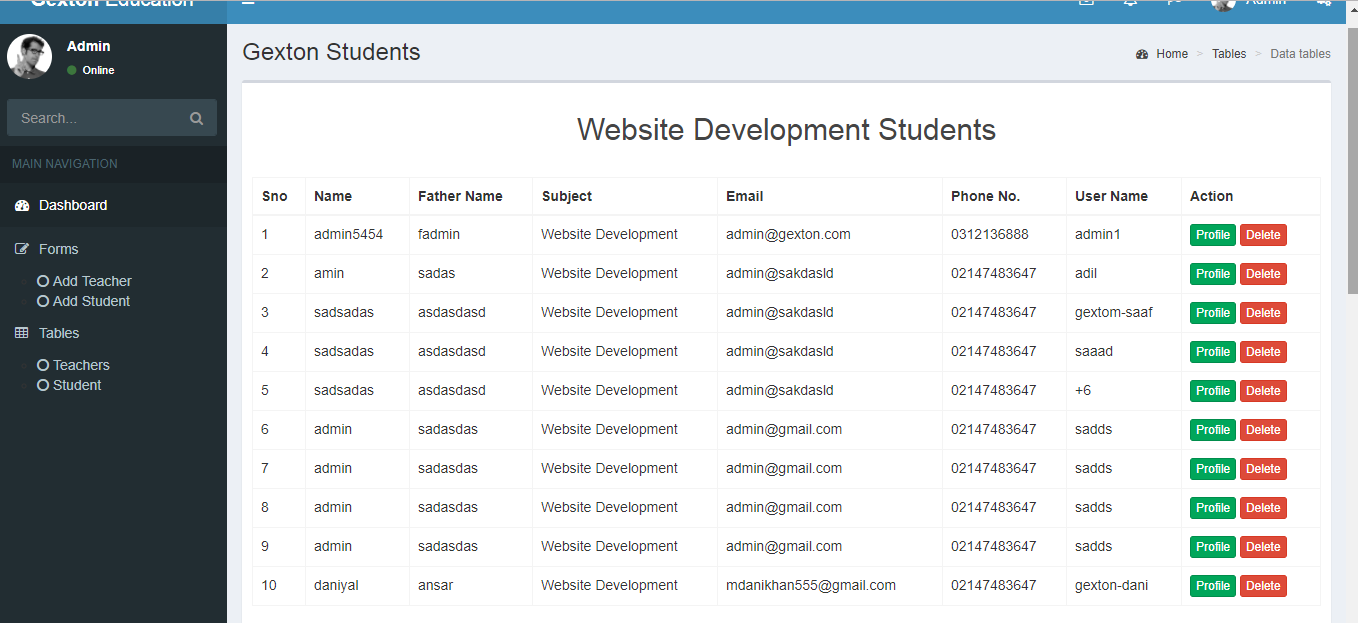 Gexton Education
Admin
Admin
Online
Search...
MAIN NAVIGATION
Dashboard
Forms
Add Teacher
Add Student
Tables
Teachers
Student
Gexton Students
Home > Tables > Data tables
Website Development Students
Sno Name Father Name Subject Email Phone No. User Name Action
1 admin5454 fadmin Website Development admin@gexton.com 0312136888 admin1 Profile Delete
2 amin sadas Website Development admin@sakdasld 02147483647 adil Profile Delete
3 sadsadas asdasdasd Website Development admin@sakdasld 02147483647 gextom-saaf Profile Delete
4 sadsadas asdasdasd Website Development admin@sakdasld 02147483647 saaad Profile Delete
5 sadsadas asdasdasd Website Development admin@sakdasld 02147483647 +6 Profile Delete
6 admin sadasdas Website Development admin@gmail.com 02147483647 sadds Profile Delete
7 admin sadasdas Website Development admin@gmail.com 02147483647 sadds Profile Delete
8 admin sadasdas Website Development admin@gmail.com 02147483647 sadds Profile Delete
9 admin sadasdas Website Development admin@gmail.com 02147483647 sadds Profile Delete
10 daniyal ansar Website Development mdanikhan555@gmail.com 02147483647 gexton-dani Profile Delete